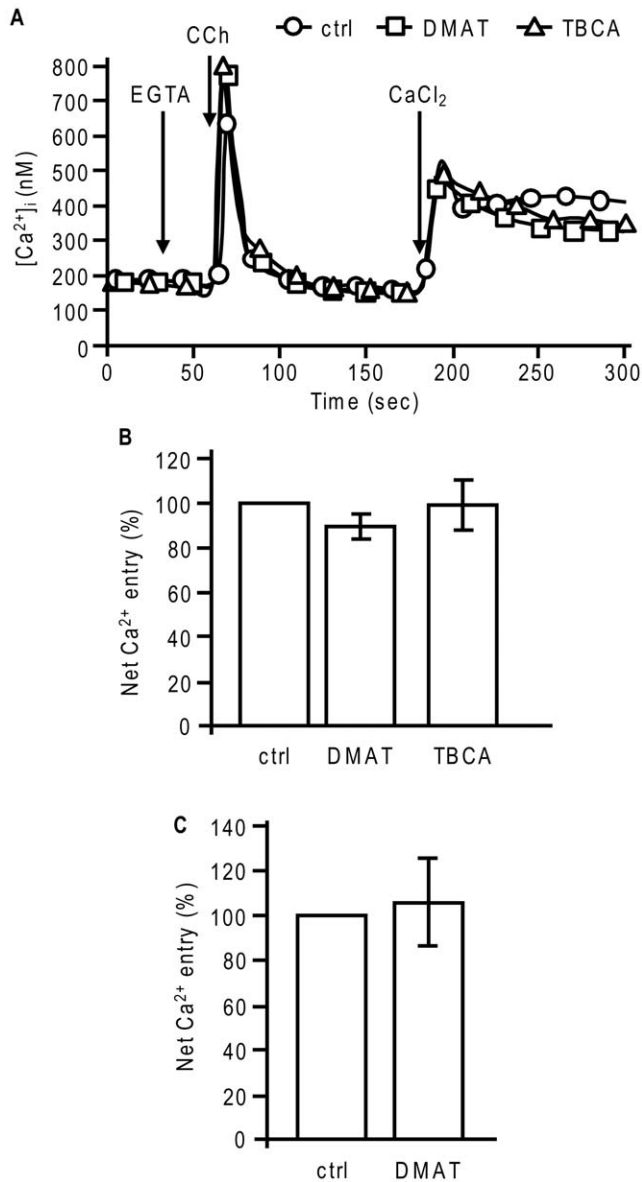 A
ctrl DMAT TBCA
CCh
EGTA
CaCl₂
[Ca²⁺]ᵢ (nM)
800
700
600
500
400
300
200
100
0
0 50 100 150 200 250 300
Time (sec)
B
Net Ca²⁺ entry (%)
120
100
80
60
40
20
0
ctrl DMAT TBCA
C
Net Ca²⁺ entry (%)
140
120
100
80
60
40
20
0
ctrl DMAT